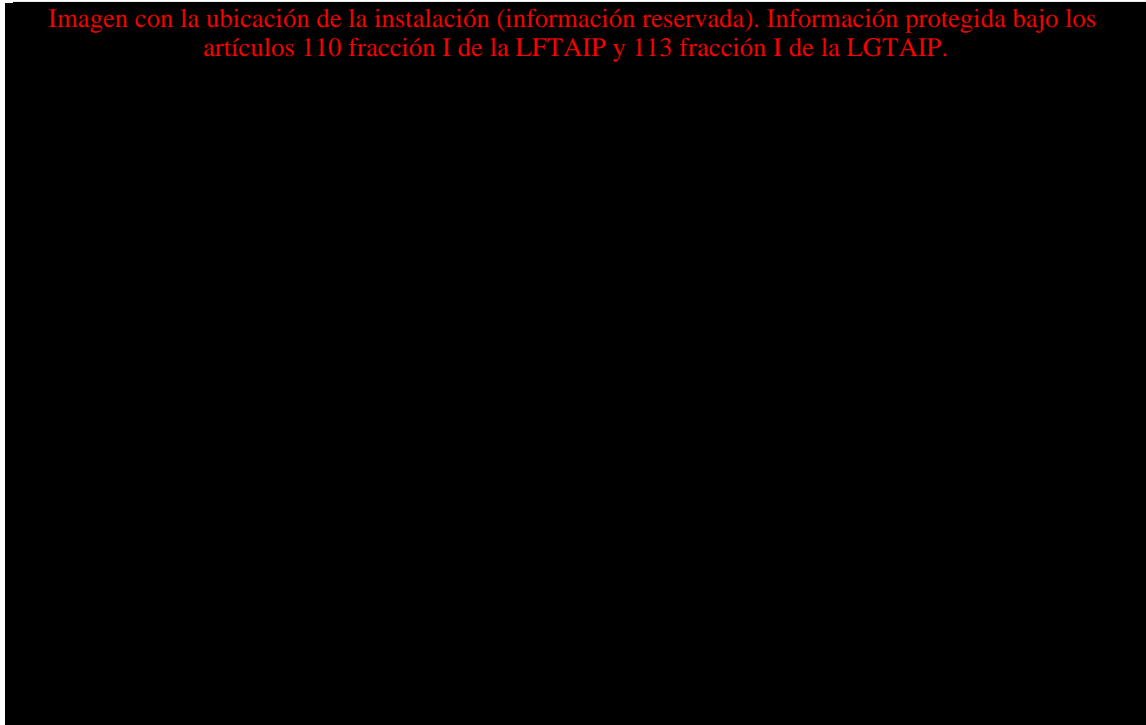 Imagen con la ubicación de la instalación (información reservada). Información protegida bajo los
artículos 110 fracción I de la LFTAIP y 113 fracción I de la LGTAIP.